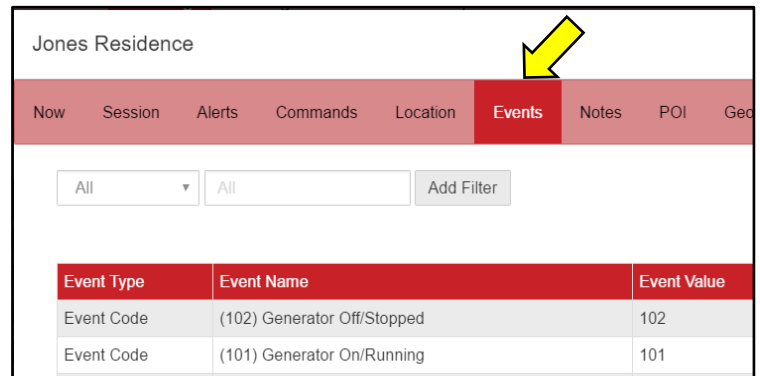 Jones Residence
Now Session Alerts Commands Location Events Notes POI Geo
All All Add Filter
Event Type Event Name Event Value
Event Code (102) Generator Off/Stopped 102
Event Code (101) Generator On/Running 101